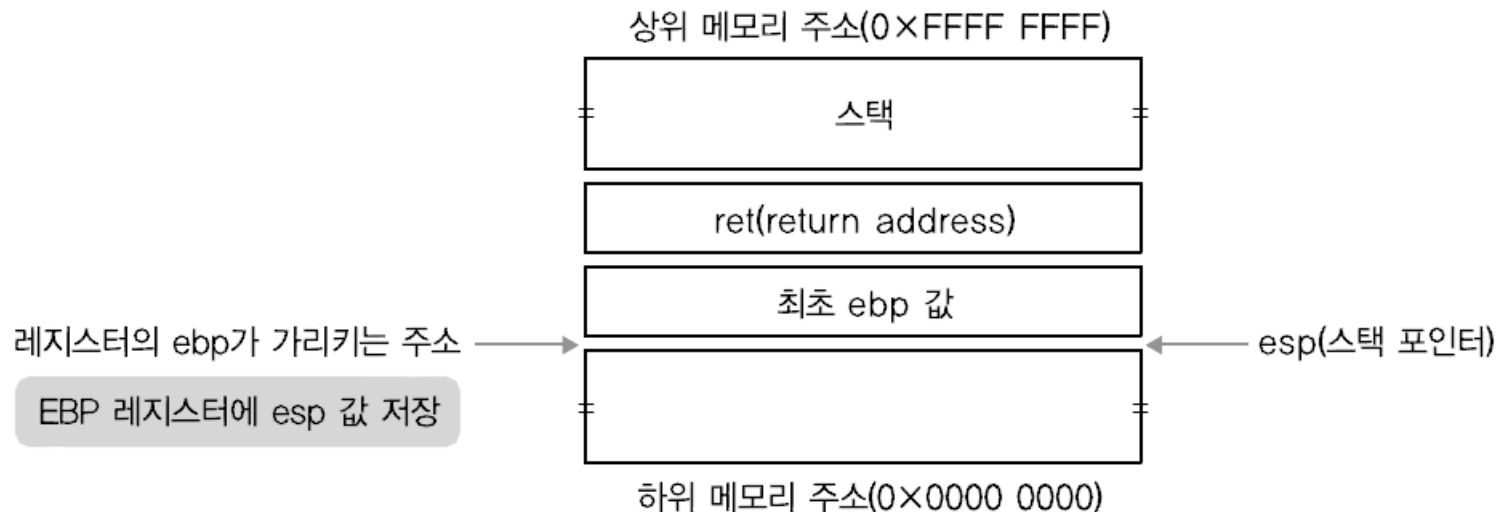 상위 메모리 주소(0×FFFF FFFF)
스택
ret(return address)
최초 ebp 값
레지스터의 ebp가 가리키는 주소
esp(스택 포인터)
EBP 레지스터에 esp 값 저장
하위 메모리 주소(0×0000 0000)